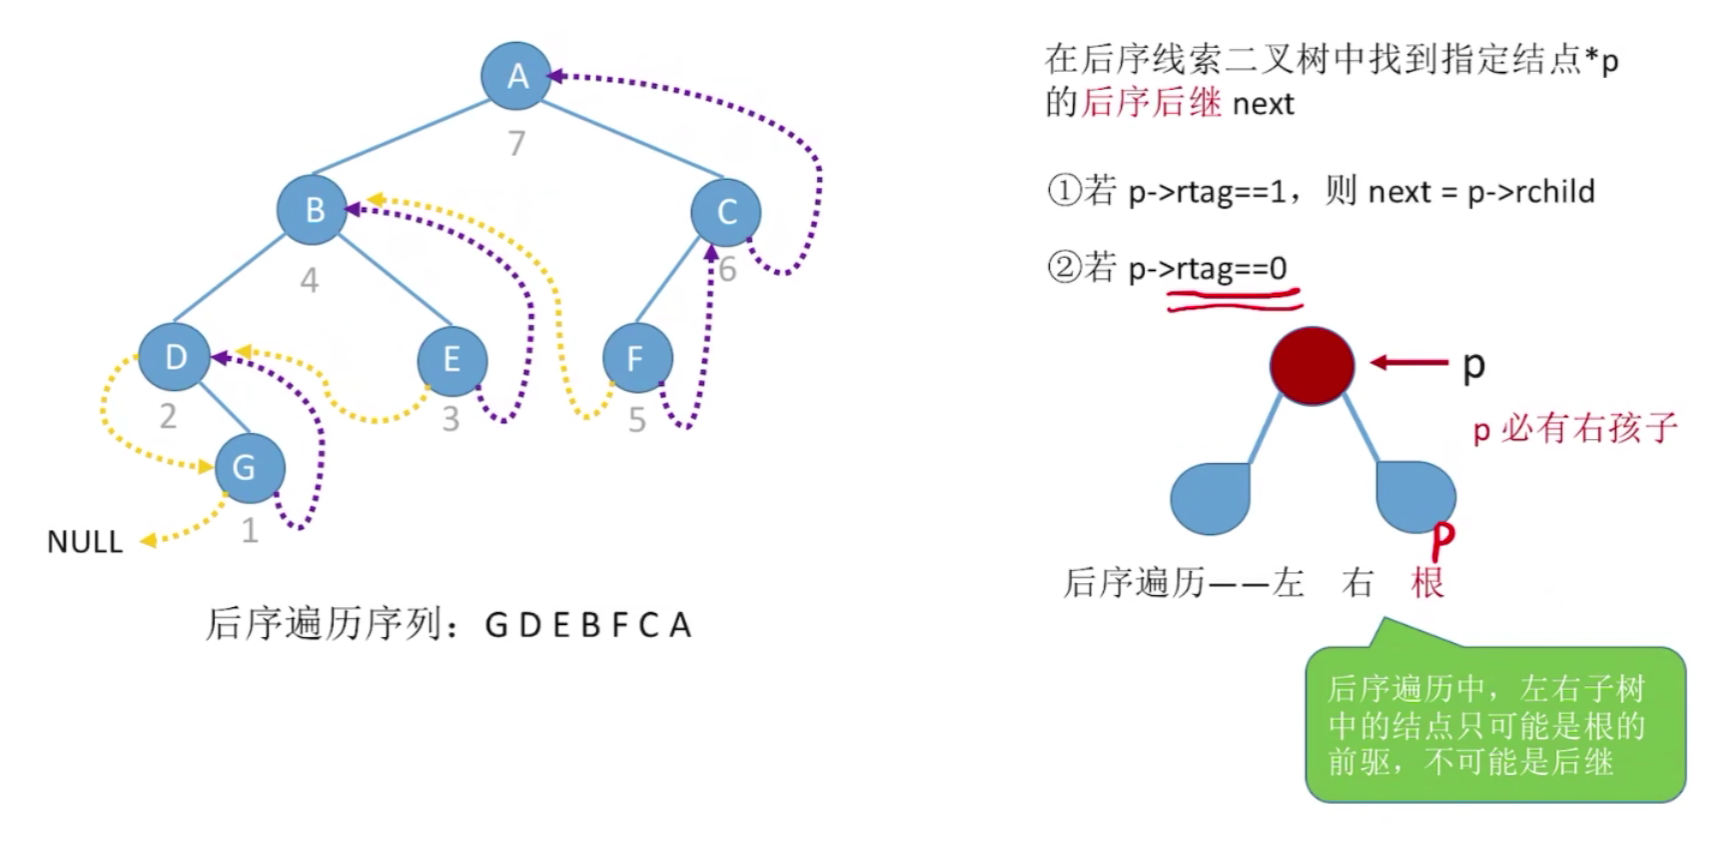 A
7
B
4
C
6
D
2
E
3
F
5
G
1
NULL
后序遍历序列：G D E B F C A
在后序线索二叉树中找到指定结点*p
的后序后继 next
①若 p->rtag==1，则 next = p->rchild
②若 p->rtag==0
p
p 必有右孩子
P
后序遍历——左 右 根
后序遍历中，左右子树
中的结点只可能是根的
前驱，不可能是后继